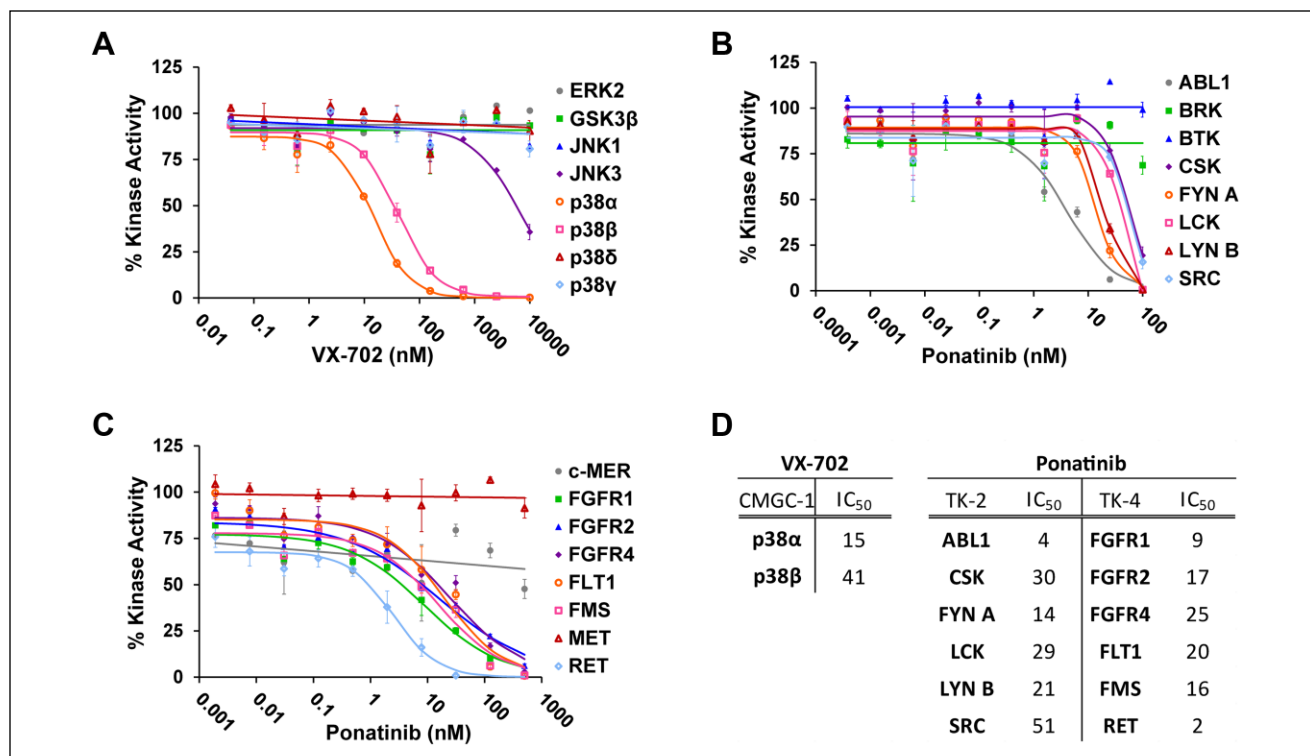 A
% Kinase Activity
125
100
75
50
25
0
0.01
0.1
1
10
100
1000
10000
VX-702 (nM)
ERK2
GSK3β
JNK1
JNK3
p38α
p38β
p38δ
p38γ
B
% Kinase Activity
125
100
75
50
25
0
0.0001
0.001
0.01
0.1
1
10
100
Ponatinib (nM)
ABL1
BRK
BTK
CSK
FYN A
LCK
LYN B
SRC
C
% Kinase Activity
125
100
75
50
25
0
0.001
0.01
0.1
1
10
100
1000
Ponatinib (nM)
c-MER
FGFR1
FGFR2
FGFR4
FLT1
FMS
MET
RET
D
VX-702
CMGC-1 IC50
p38α 15
p38β 41
Ponatinib
TK-2 IC50 TK-4 IC50
ABL1 4 FGFR1 9
CSK 30 FGFR2 17
FYN A 14 FGFR4 25
LCK 29 FLT1 20
LYN B 21 FMS 16
SRC 51 RET 2